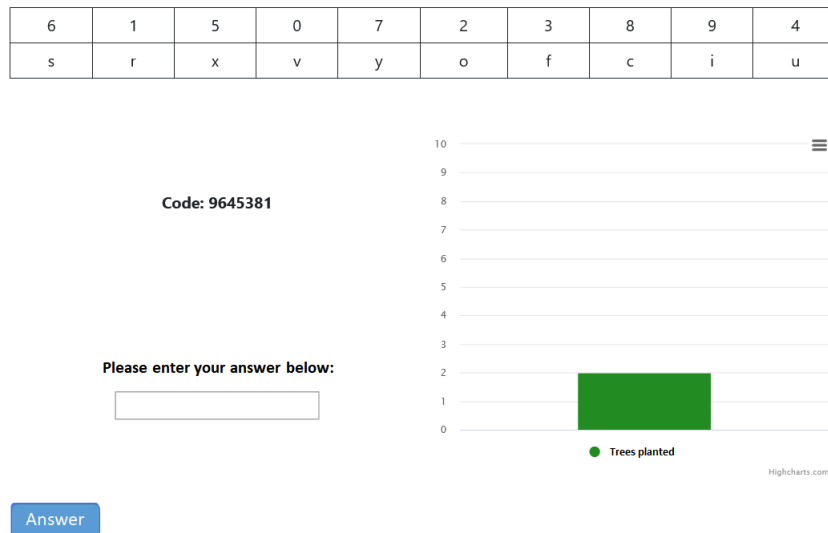 6 1 5 0 7 2 3 8 9 4
s r x v y o f c i u
Code: 9645381
Please enter your answer below:
Answer
10
9
8
7
6
5
4
3
2
1
0
Trees planted
Highcharts.com